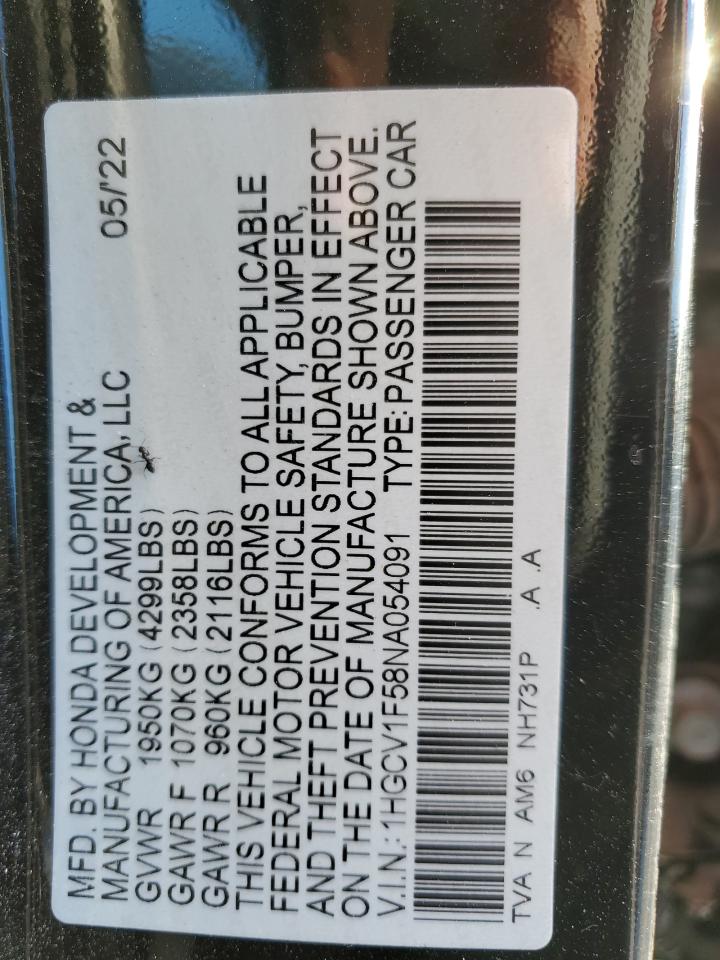 MFD. BY HONDA DEVELOPMENT &
MANUFACTURING OF AMERICA, LLC 05/'22
GVWR 1950KG (4299LBS)
GAWR F 1070KG (2358LBS)
GAWR R 960KG (2116LBS)
THIS VEHICLE CONFORMS TO ALL APPLICABLE
FEDERAL MOTOR VEHICLE SAFETY, BUMPER,
AND THEFT PREVENTION STANDARDS IN EFFECT
ON THE DATE OF MANUFACTURE SHOWN ABOVE.
V.I.N.: 1HGCV1F58NA054091 TYPE: PASSENGER CAR
TVA N AM6 NH731P .A .A